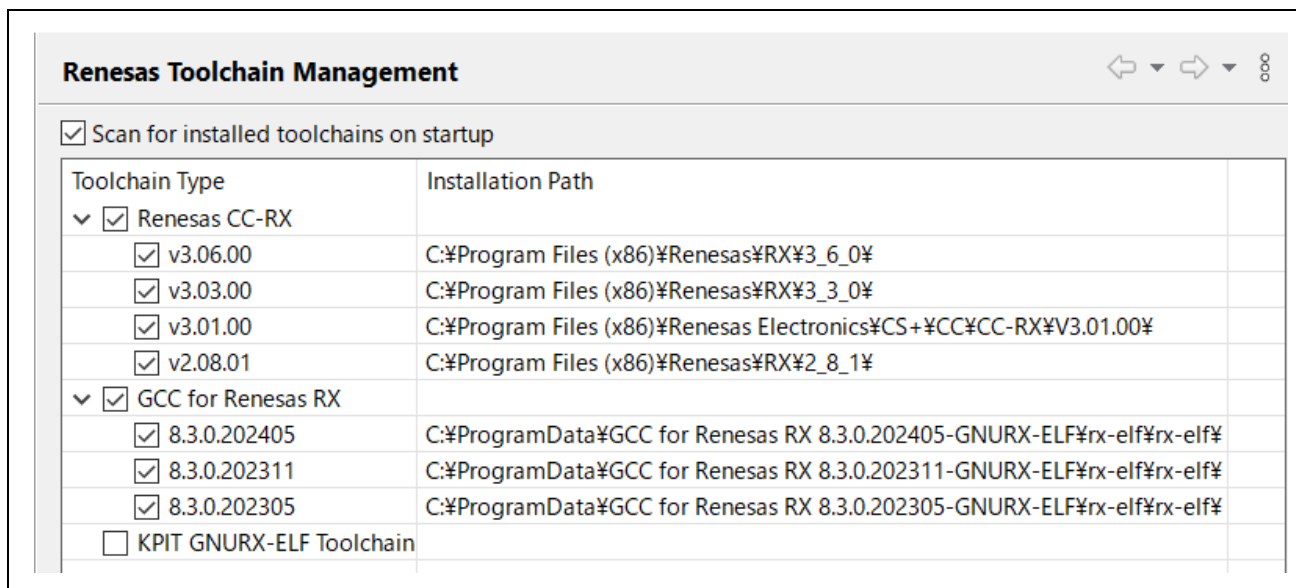 Renesas Toolchain Management
Scan for installed toolchains on startup
Toolchain Type Installation Path
Renesas CC-RX
v3.06.00 C:¥Program Files (x86)¥Renesas¥RX¥3_6_0¥
v3.03.00 C:¥Program Files (x86)¥Renesas¥RX¥3_3_0¥
v3.01.00 C:¥Program Files (x86)¥Renesas Electronics¥CS+¥CC¥CC-RX¥V3.01.00¥
v2.08.01 C:¥Program Files (x86)¥Renesas¥RX¥2_8_1¥
GCC for Renesas RX
8.3.0.202405 C:¥ProgramData¥GCC for Renesas RX 8.3.0.202405-GNURX-ELF¥rx-elf¥rx-elf¥
8.3.0.202311 C:¥ProgramData¥GCC for Renesas RX 8.3.0.202311-GNURX-ELF¥rx-elf¥rx-elf¥
8.3.0.202305 C:¥ProgramData¥GCC for Renesas RX 8.3.0.202305-GNURX-ELF¥rx-elf¥rx-elf¥
KPIT GNURX-ELF Toolchain